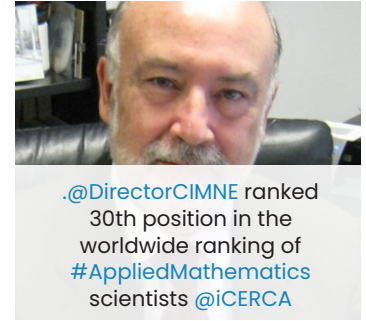 .@DirectorCIMNE ranked
30th position in the
worldwide ranking of
#AppliedMathematics
scientists @iCERCA